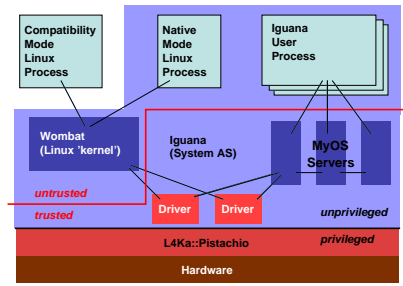 Compatibility
Mode
Linux
Process
Native
Mode
Linux
Process
Iguana
User
Process
Wombat
(Linux 'kernel')
Iguana
(System AS)
MyOS
Servers
untrusted
trusted
Driver
Driver
unprivileged
privileged
L4Ka::Pistachio
Hardware